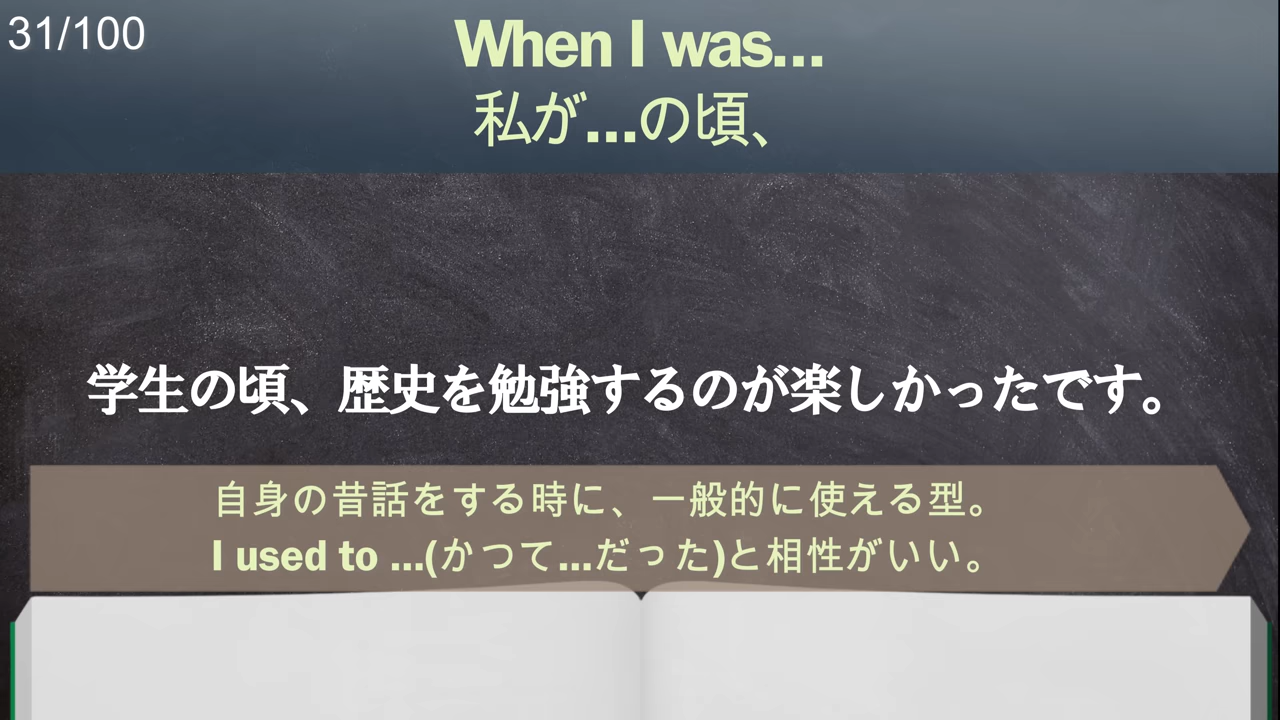 31/100
When I was...
私が...の頃、
学生の頃、歴史を勉強するのが楽しかったです。
自身の昔話をする時に、一般的に使える型。
I used to ...(かつて...だった)と相性がいい。